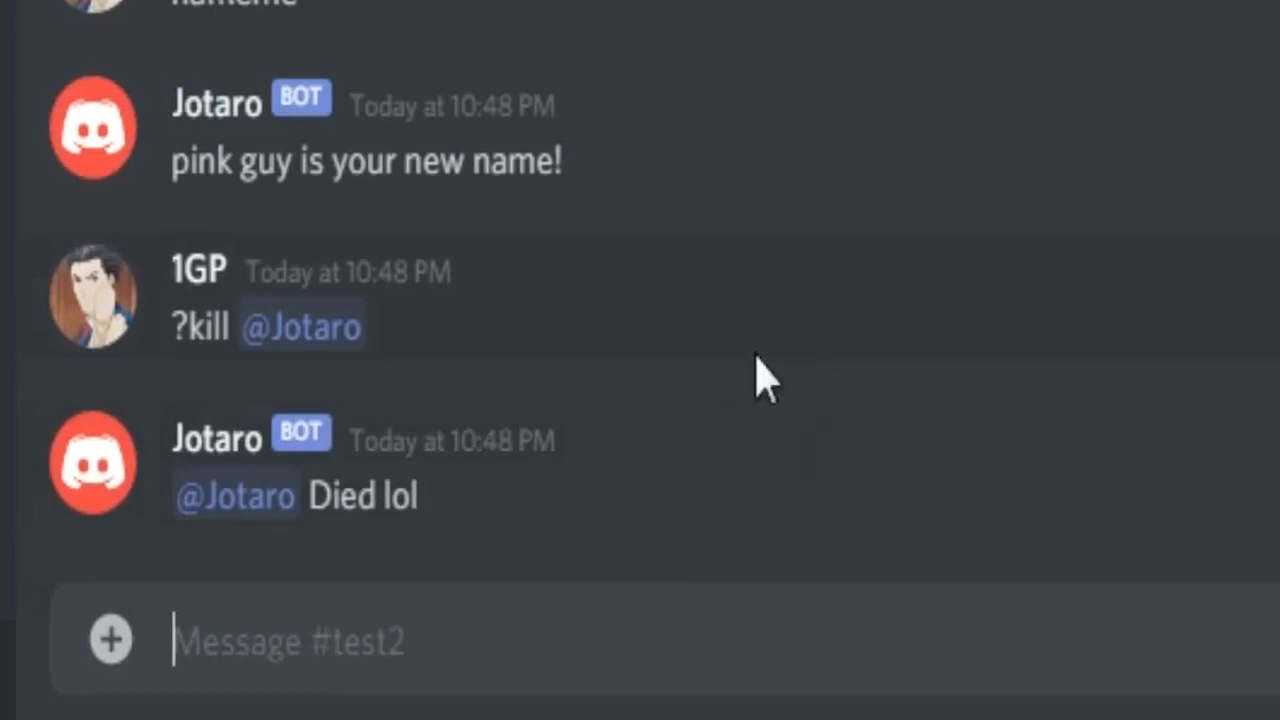 nameme
Jotaro BOT Today at 10:48 PM
pink guy is your new name!
1GP Today at 10:48 PM
?kill @Jotaro
Jotaro BOT Today at 10:48 PM
@Jotaro Died lol
Message #test2